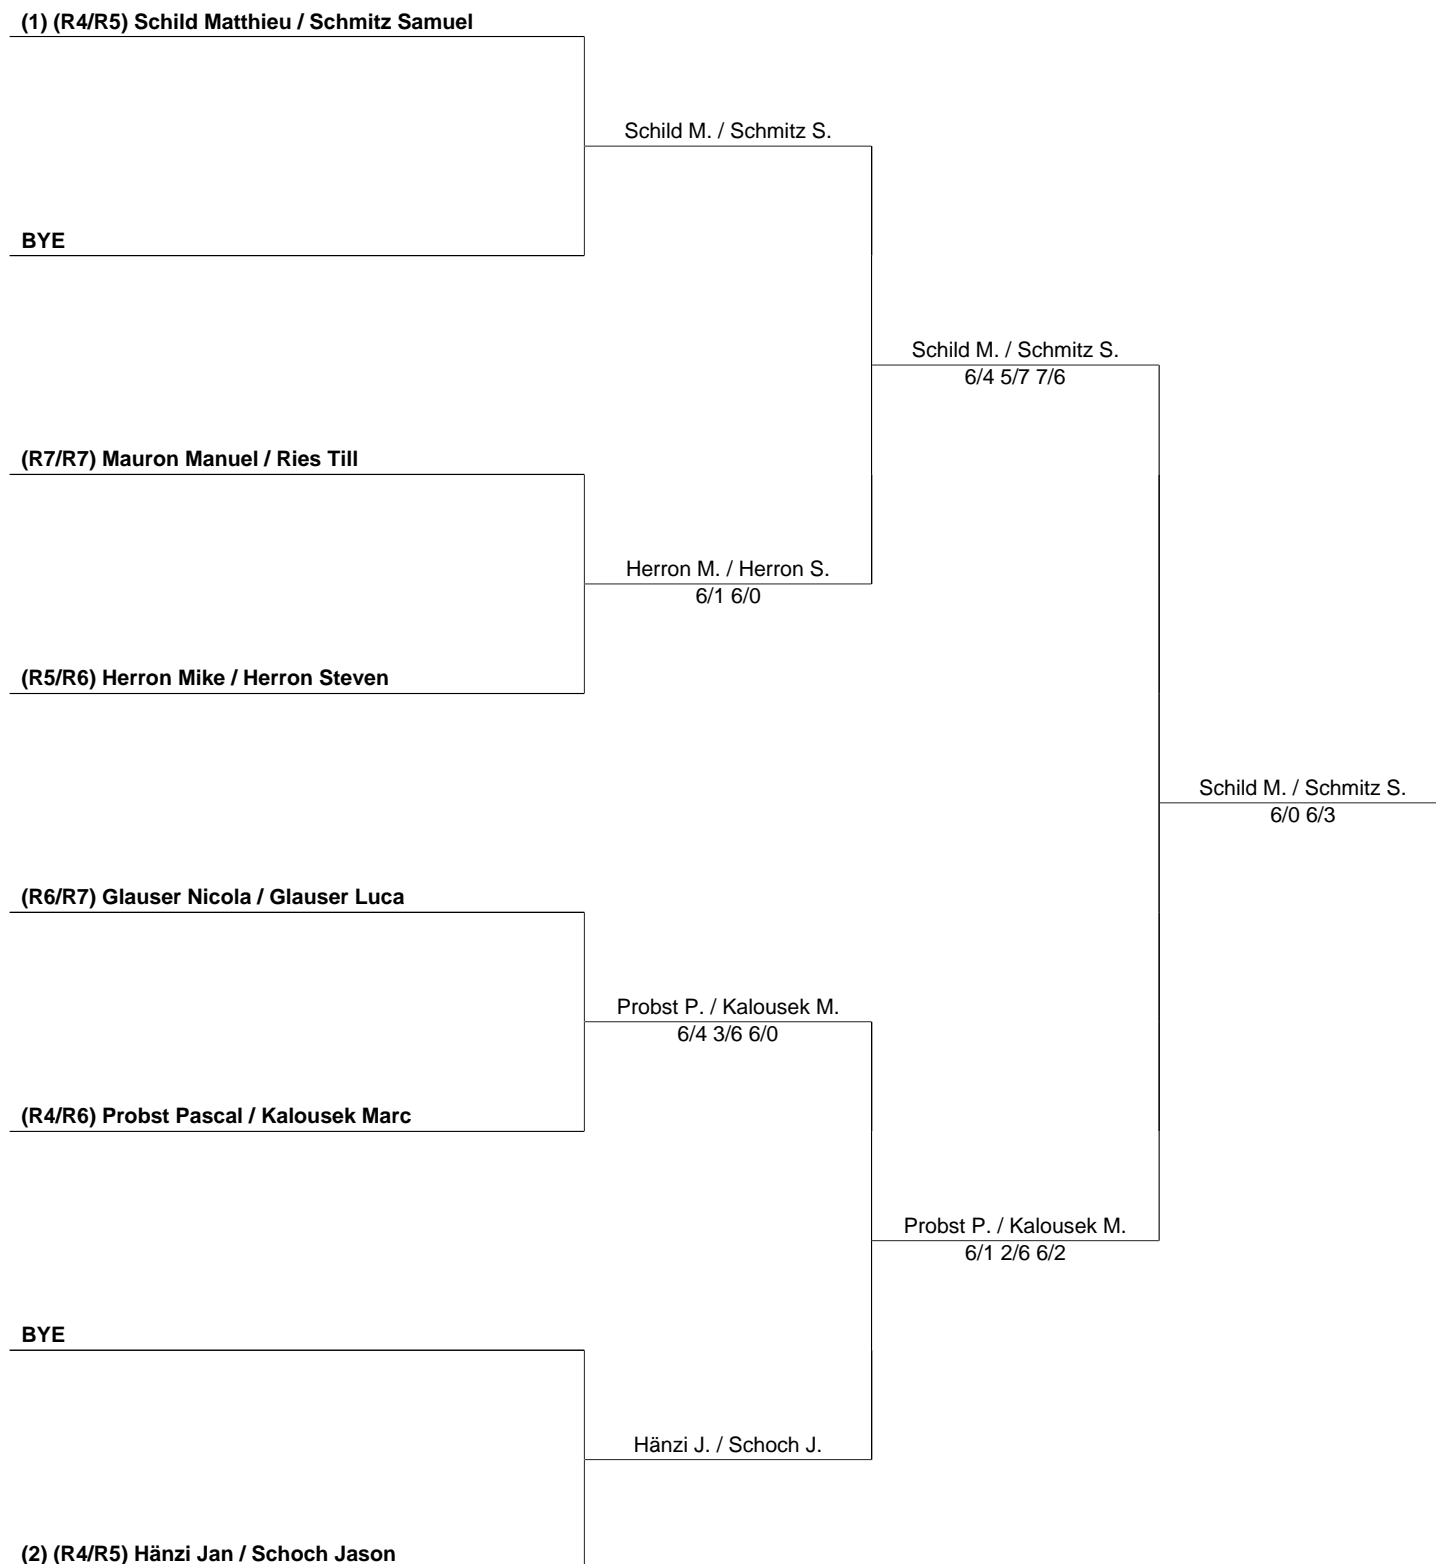 (1) (R4/R5) Schild Matthieu / Schmitz Samuel
Schild M. / Schmitz S.
BYE
Schild M. / Schmitz S.
6/4 5/7 7/6
(R7/R7) Mauron Manuel / Ries Till
Herron M. / Herron S.
6/1 6/0
(R5/R6) Herron Mike / Herron Steven
Schild M. / Schmitz S.
6/0 6/3
(R6/R7) Glauser Nicola / Glauser Luca
Probst P. / Kalousek M.
6/4 3/6 6/0
(R4/R6) Probst Pascal / Kalousek Marc
Probst P. / Kalousek M.
6/1 2/6 6/2
BYE
Hänzi J. / Schoch J.
(2) (R4/R5) Hänzi Jan / Schoch Jason